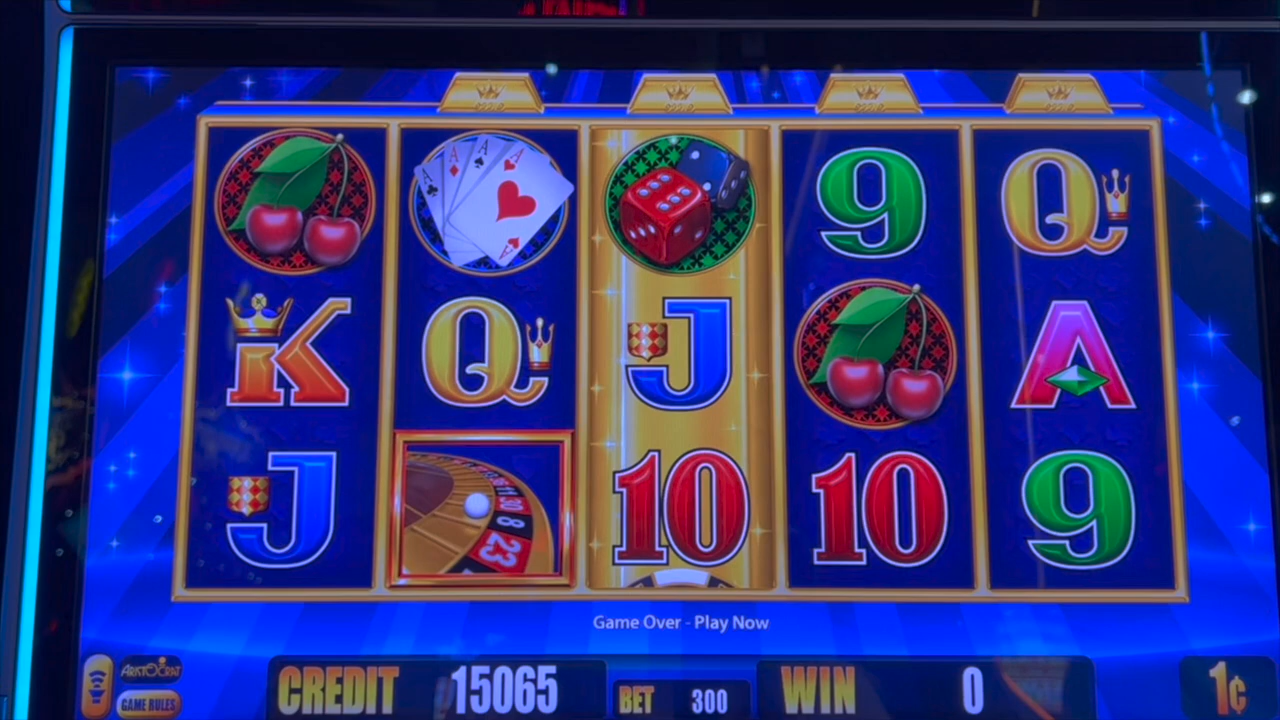 A A A A
9 Q
K Q J A
J 8 23 10 10 9
Game Over - Play Now
ARISTOCRAT
GAME RULES
CREDIT 15065 BET 300 WIN 0 1¢